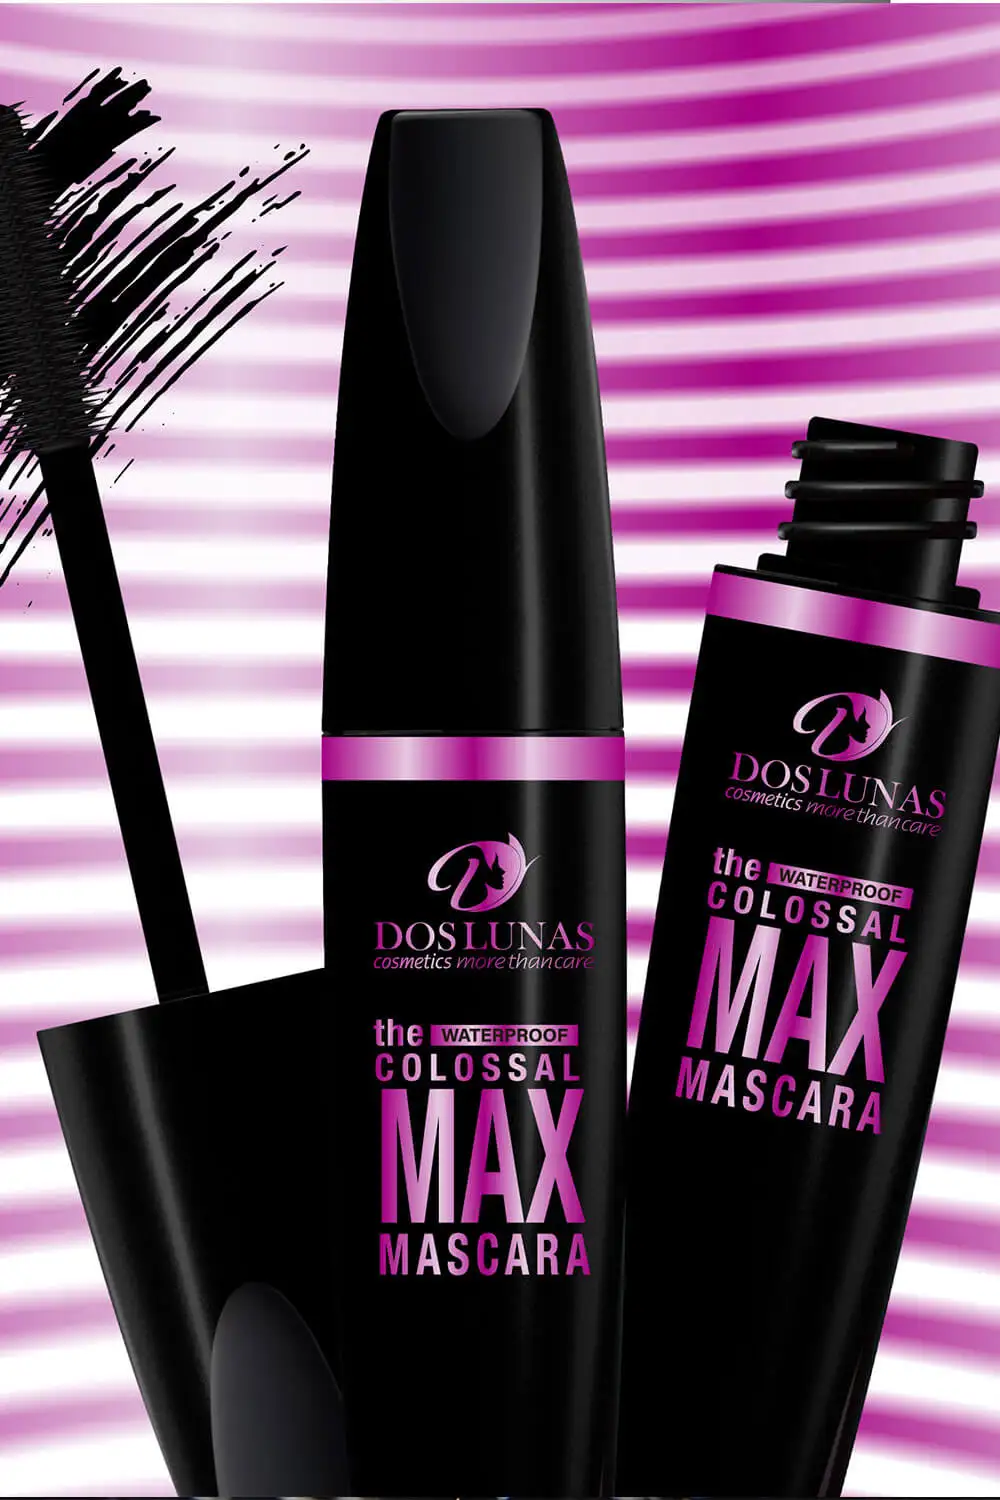 DOS LUNAS
cosmetics more than care
the WATERPROOF
COLOSSAL
MAX
MASCARA
DOS LUNAS
cosmetics more than care
the WATERPROOF
COLOSSAL
MAX
MASCARA